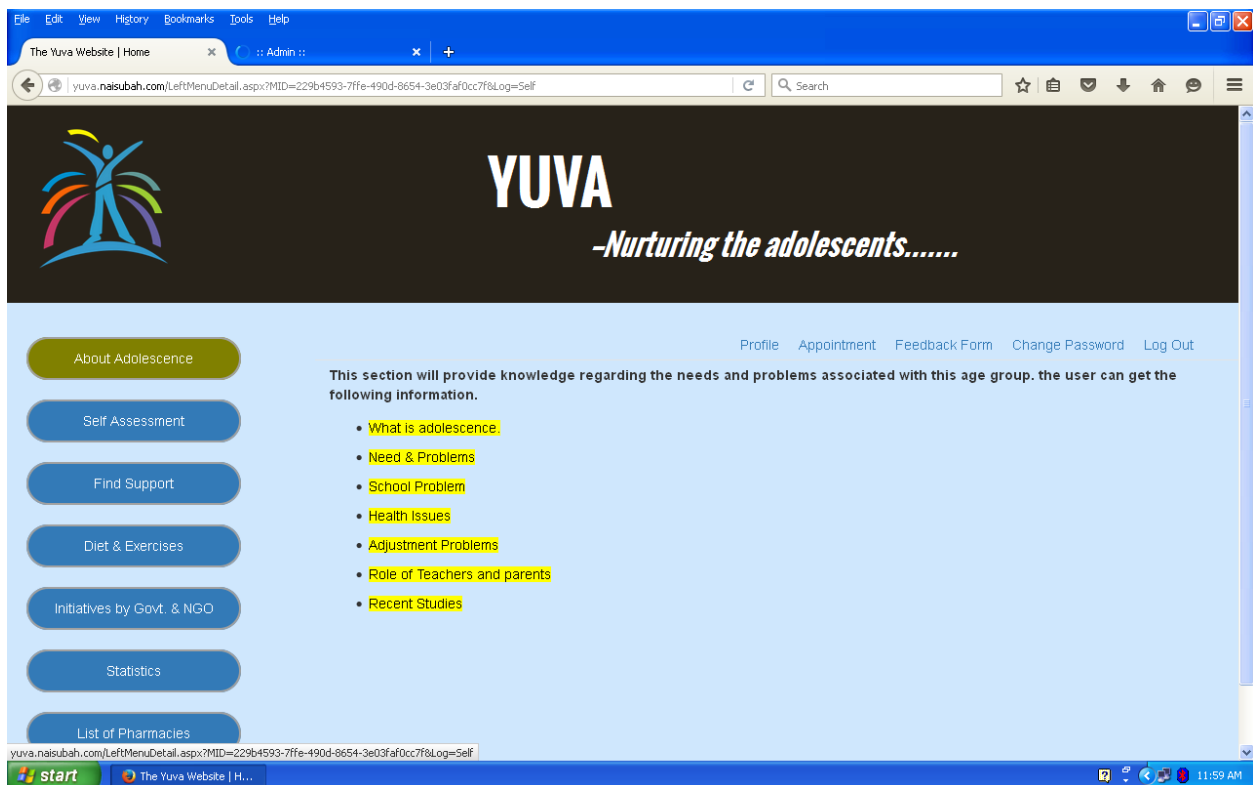 File Edit View History Bookmarks Tools Help
The Yuva Website | Home
:: Admin ::
yuva.naisubah.com/LeftMenuDetail.aspx?MID=229b4593-7ffe-490d-8654-3e03faf0cc7f&Log=Self
Search
YUVA
-Nurturing the adolescents.......
Profile Appointment Feedback Form Change Password Log Out
About Adolescence
Self Assessment
Find Support
Diet & Exercises
Initiatives by Govt. & NGO
Statistics
List of Pharmacies
This section will provide knowledge regarding the needs and problems associated with this age group. the user can get the
following information.
What is adolescence.
Need & Problems
School Problem
Health Issues
Adjustment Problems
Role of Teachers and parents
Recent Studies
yuva.naisubah.com/LeftMenuDetail.aspx?MID=229b4593-7ffe-490d-8654-3e03faf0cc7f&Log=Self
start
The Yuva Website | H...
11:59 AM